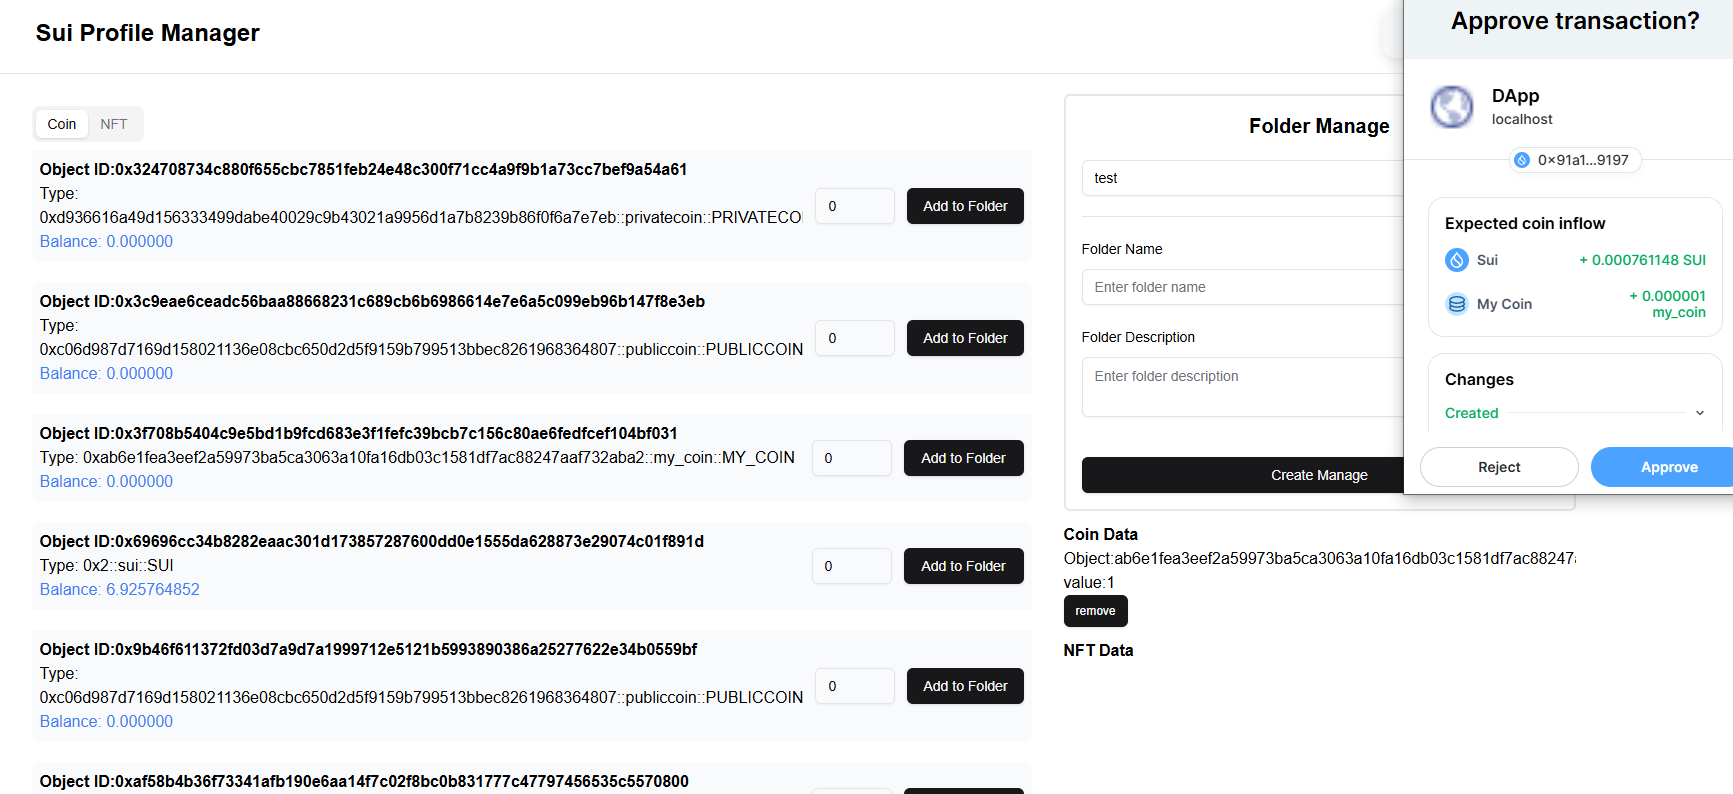 Sui Profile Manager
Coin
NFT
Object ID:0x324708734c880f655cbc7851feb24e48c300f71cc4a9f9b1a73cc7bef9a54a61
Type:
0xd936616a49d156333499dabe40029c9b43021a9956d1a7b8239b86f0f6a7e7eb::privatecoin::PRIVATECO
Balance: 0.000000
0
Add to Folder
Object ID:0x3c9eae6ceadc56baa88668231c689cb6b6986614e7e6a5c099eb96b147f8e3eb
Type:
0xc06d987d7169d158021136e08cbc650d2d5f9159b799513bbec8261968364807::publiccoin::PUBLICCOIN
Balance: 0.000000
0
Add to Folder
Object ID:0x3f708b5404c9e5bd1b9fcd683e3f1fefc39bcb7c156c80ae6fedfcef104bf031
Type: 0xab6e1fea3eef2a59973ba5ca3063a10fa16db03c1581df7ac88247aaf732aba2::my_coin::MY_COIN
Balance: 0.000000
0
Add to Folder
Object ID:0x69696cc34b8282eaac301d173857287600dd0e1555da628873e29074c01f891d
Type: 0x2::sui::SUI
Balance: 6.925764852
0
Add to Folder
Object ID:0x9b46f611372fd03d7a9d7a1999712e5121b5993890386a25277622e34b0559bf
Type:
0xc06d987d7169d158021136e08cbc650d2d5f9159b799513bbec8261968364807::publiccoin::PUBLICCOIN
Balance: 0.000000
0
Add to Folder
Object ID:0xaf58b4b36f73341afb190e6aa14f7c02f8bc0b831777c47797456535c5570800
Folder Manage
test
Folder Name
Enter folder name
Folder Description
Enter folder description
Create Manage
Coin Data
Object:ab6e1fea3eef2a59973ba5ca3063a10fa16db03c1581df7ac88247
value:1
remove
NFT Data
Approve transaction?
DApp
localhost
0×91a1...9197
Expected coin inflow
Sui
+ 0.000761148 SUI
My Coin
+ 0.000001
my_coin
Changes
Created
Reject
Approve